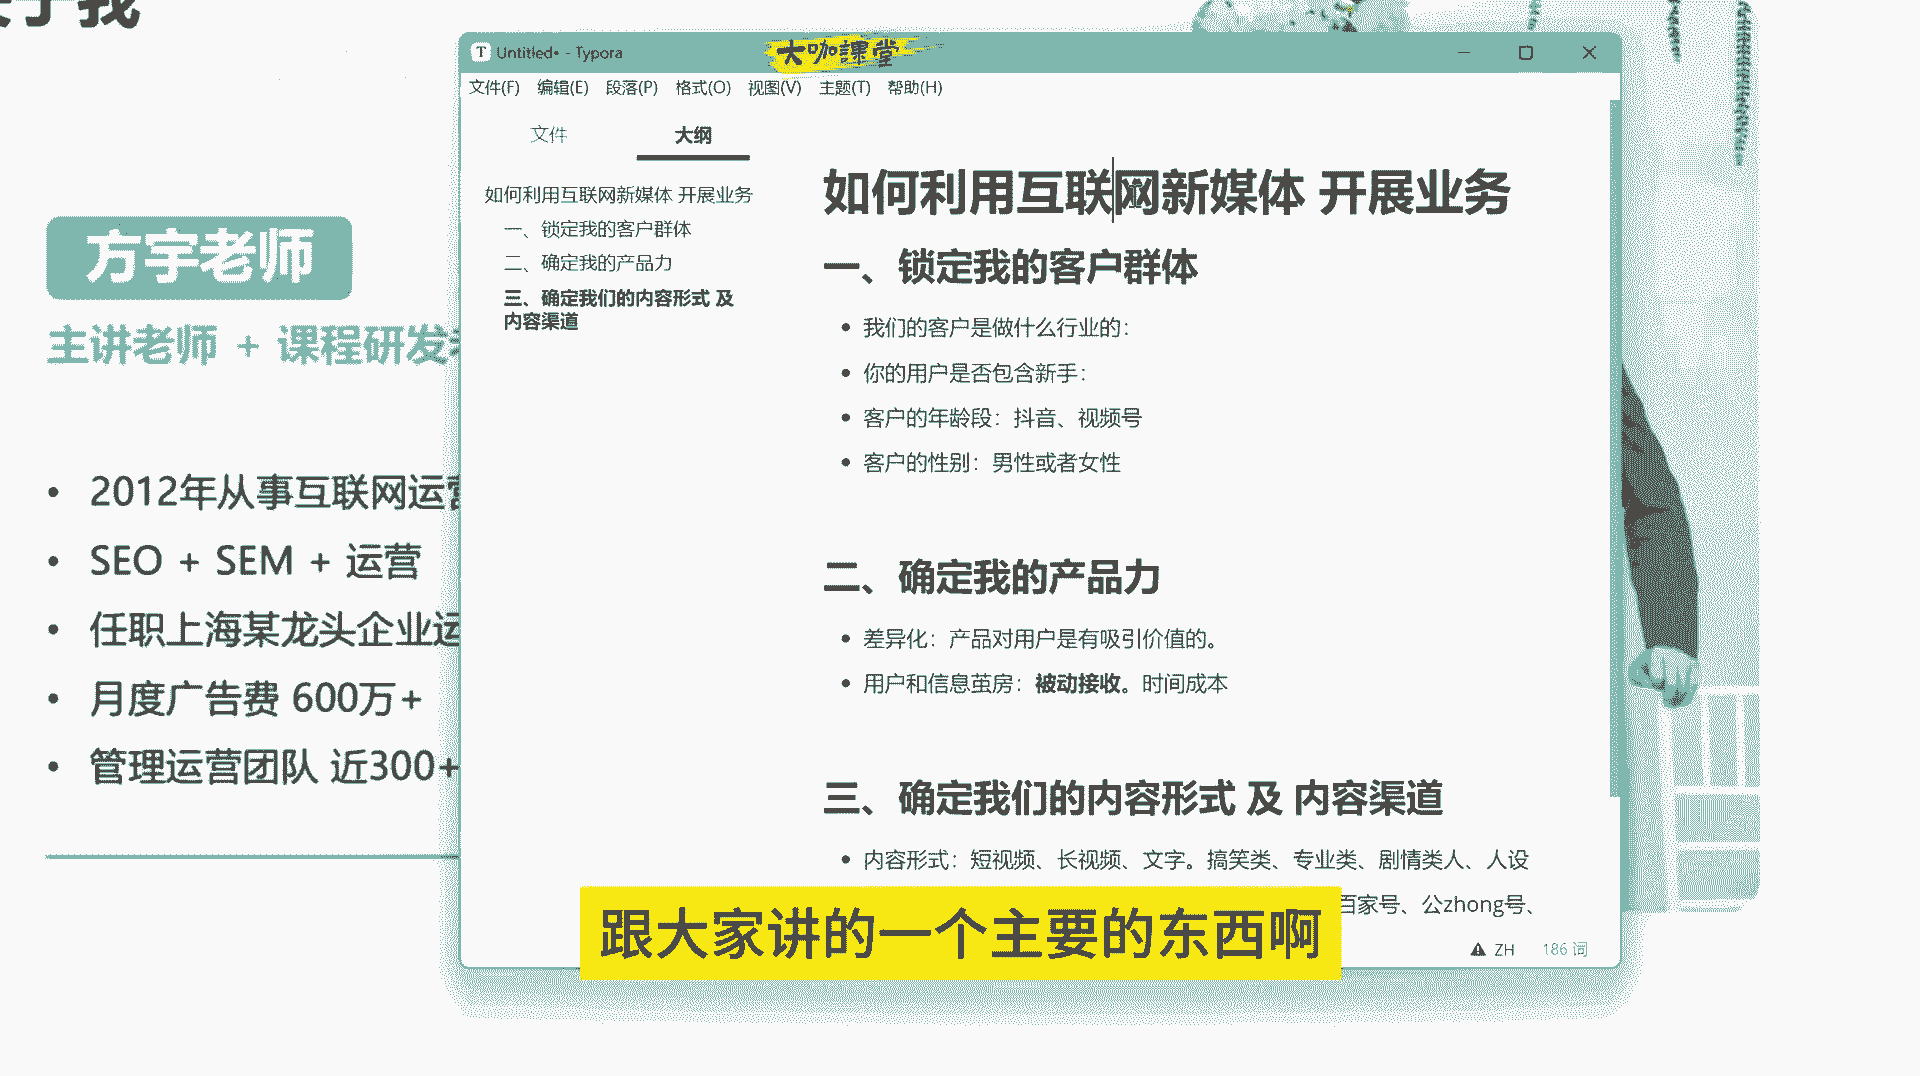 于我
方宇老师
主讲老师 + 课程研发
2012年从事互联网运营
SEO + SEM + 运营
任职上海某龙头企业运
月度广告费 600万+
管理运营团队 近300+
T Untitled• - Typora
大咖課堂
文件(F) 编辑(E) 段落(P) 格式(O) 视图(V) 主题(T) 帮助(H)
文件 大纲
如何利用互联网新媒体 开展业务
一、锁定我的客户群体
二、确定我的产品力
三、确定我们的内容形式 及
内容渠道
如何利用互联网新媒体 开展业务
一、锁定我的客户群体
我们的客户是做什么行业的：
你的用户是否包含新手：
客户的年龄段：抖音、视频号
客户的性别：男性或者女性
二、确定我的产品力
差异化：产品对用户是有吸引价值的。
用户和信息茧房：被动接收。时间成本
三、确定我们的内容形式 及 内容渠道
内容形式：短视频、长视频、文字。搞笑类、专业类、剧情类人、人设
百家号、公zhong号、
跟大家讲的一个主要的东西啊
ZH 186 词